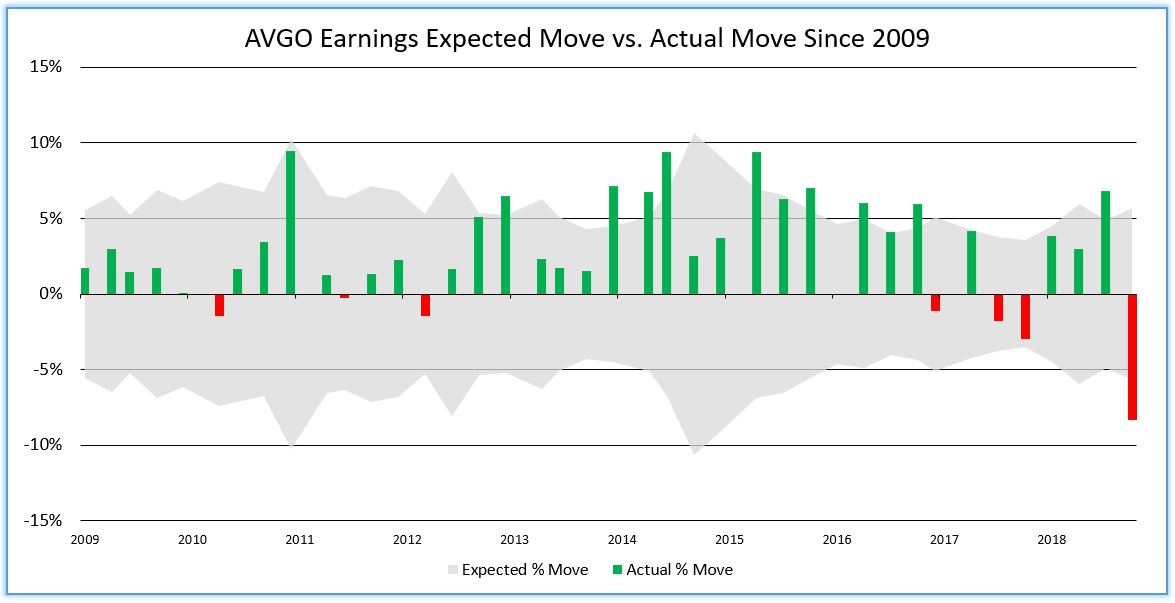 AVGO Earnings Expected Move vs. Actual Move Since 2009
15%
10%
5%
0%
-5%
-10%
-15%
2009 2010 2011 2012 2013 2014 2015 2016 2017 2018
Expected % Move Actual % Move